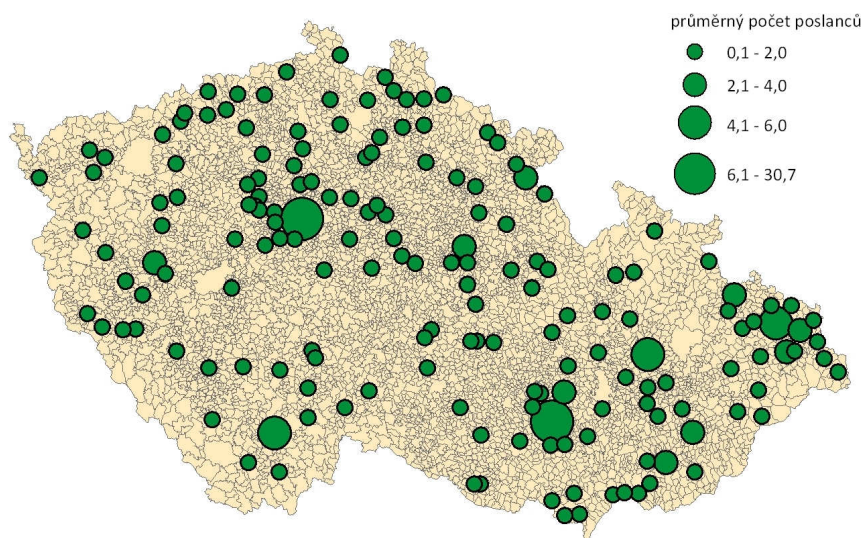 průměrný počet poslanců
0,1 - 2,0
2,1 - 4,0
4,1 - 6,0
6,1 - 30,7